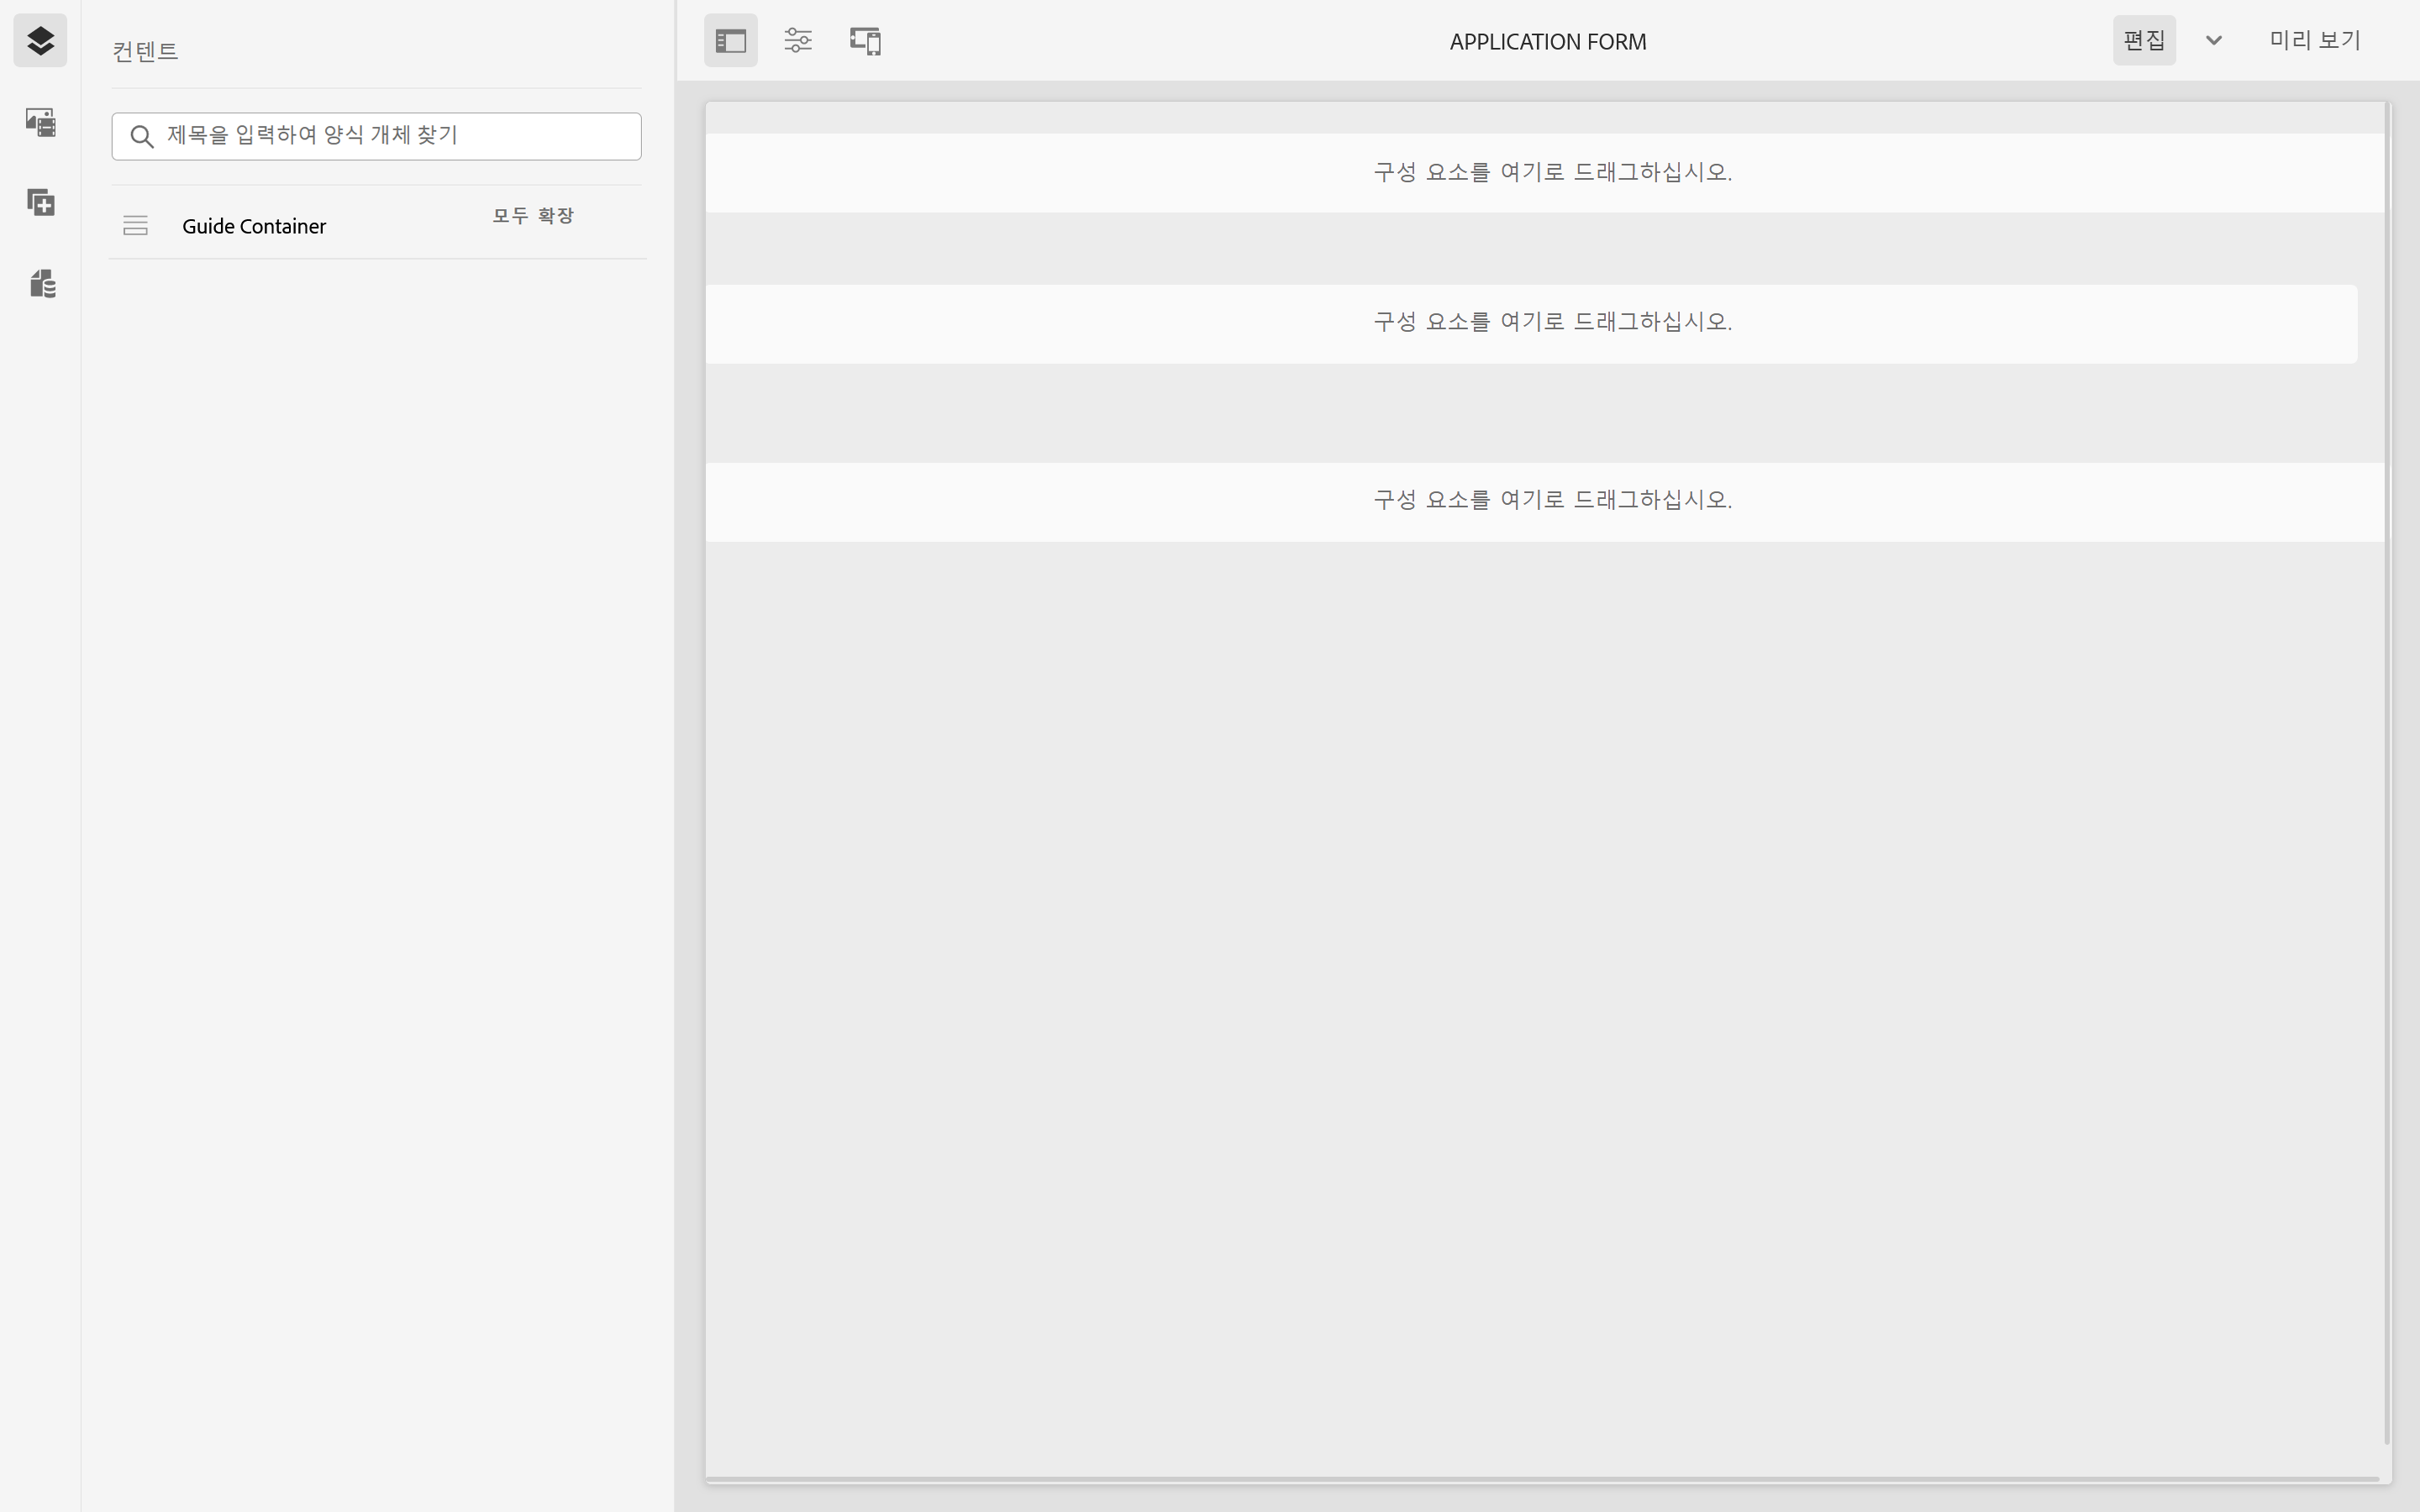 컨텐트
APPLICATION FORM
편집
미리 보기
제목을 입력하여 양식 개체 찾기
Guide Container
모두 확장
구성 요소를 여기로 드래그하십시오.
구성 요소를 여기로 드래그하십시오.
구성 요소를 여기로 드래그하십시오.